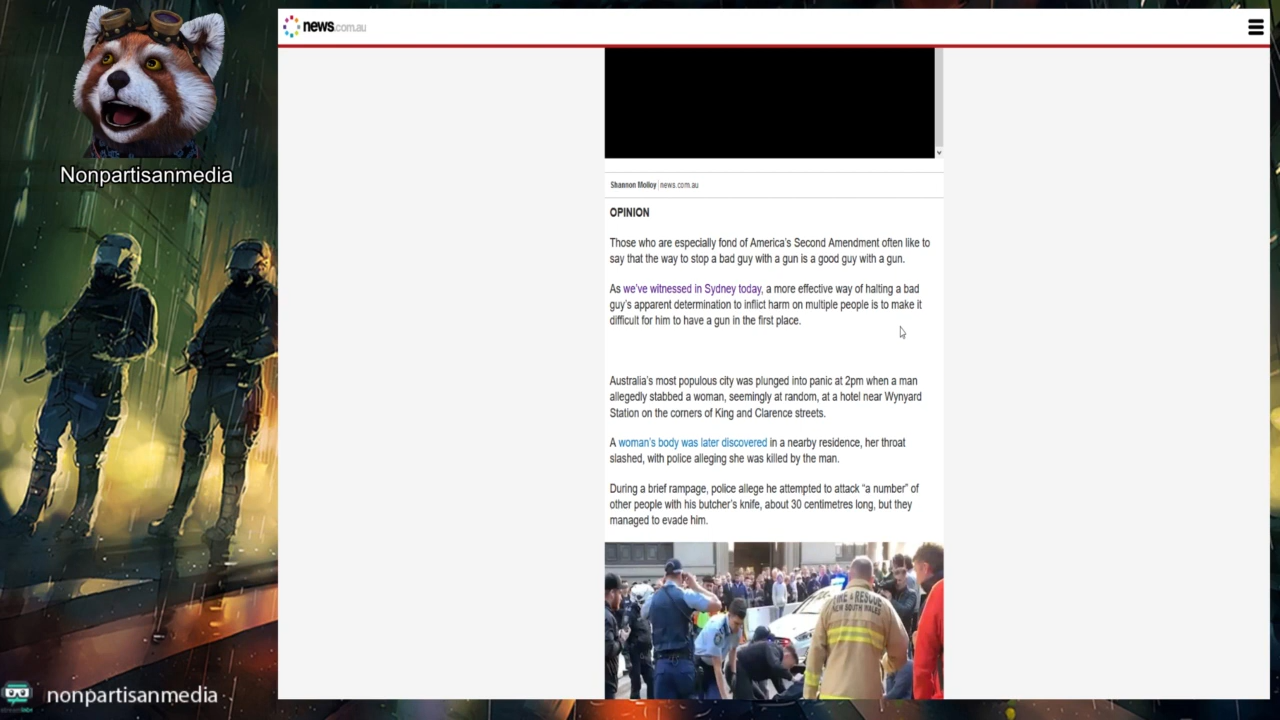 news.com.au
Nonpartisanmedia
Shannon Molloy news.com.au
OPINION
Those who are especially fond of America's Second Amendment often like to
say that the way to stop a bad guy with a gun is a good guy with a gun.
As we've witnessed in Sydney today, a more effective way of halting a bad
guy's apparent determination to inflict harm on multiple people is to make it
difficult for him to have a gun in the first place.
Australia's most populous city was plunged into panic at 2pm when a man
allegedly stabbed a woman, seemingly at random, at a hotel near Wynyard
Station on the corners of King and Clarence streets.
A woman's body was later discovered in a nearby residence, her throat
slashed, with police alleging she was killed by the man.
During a brief rampage, police allege he attempted to attack “a number” of
other people with his butcher's knife, about 30 centimetres long, but they
managed to evade him.
FIRE & RESCUE
NEW SOUTH WALES
nonpartisanmedia